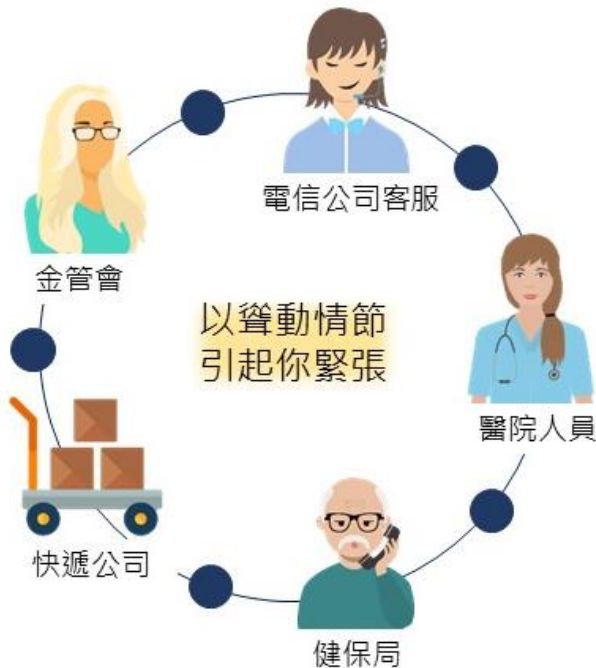 電信公司客服
金管會
以聳動情節
引起你緊張
醫院人員
快遞公司
健保局